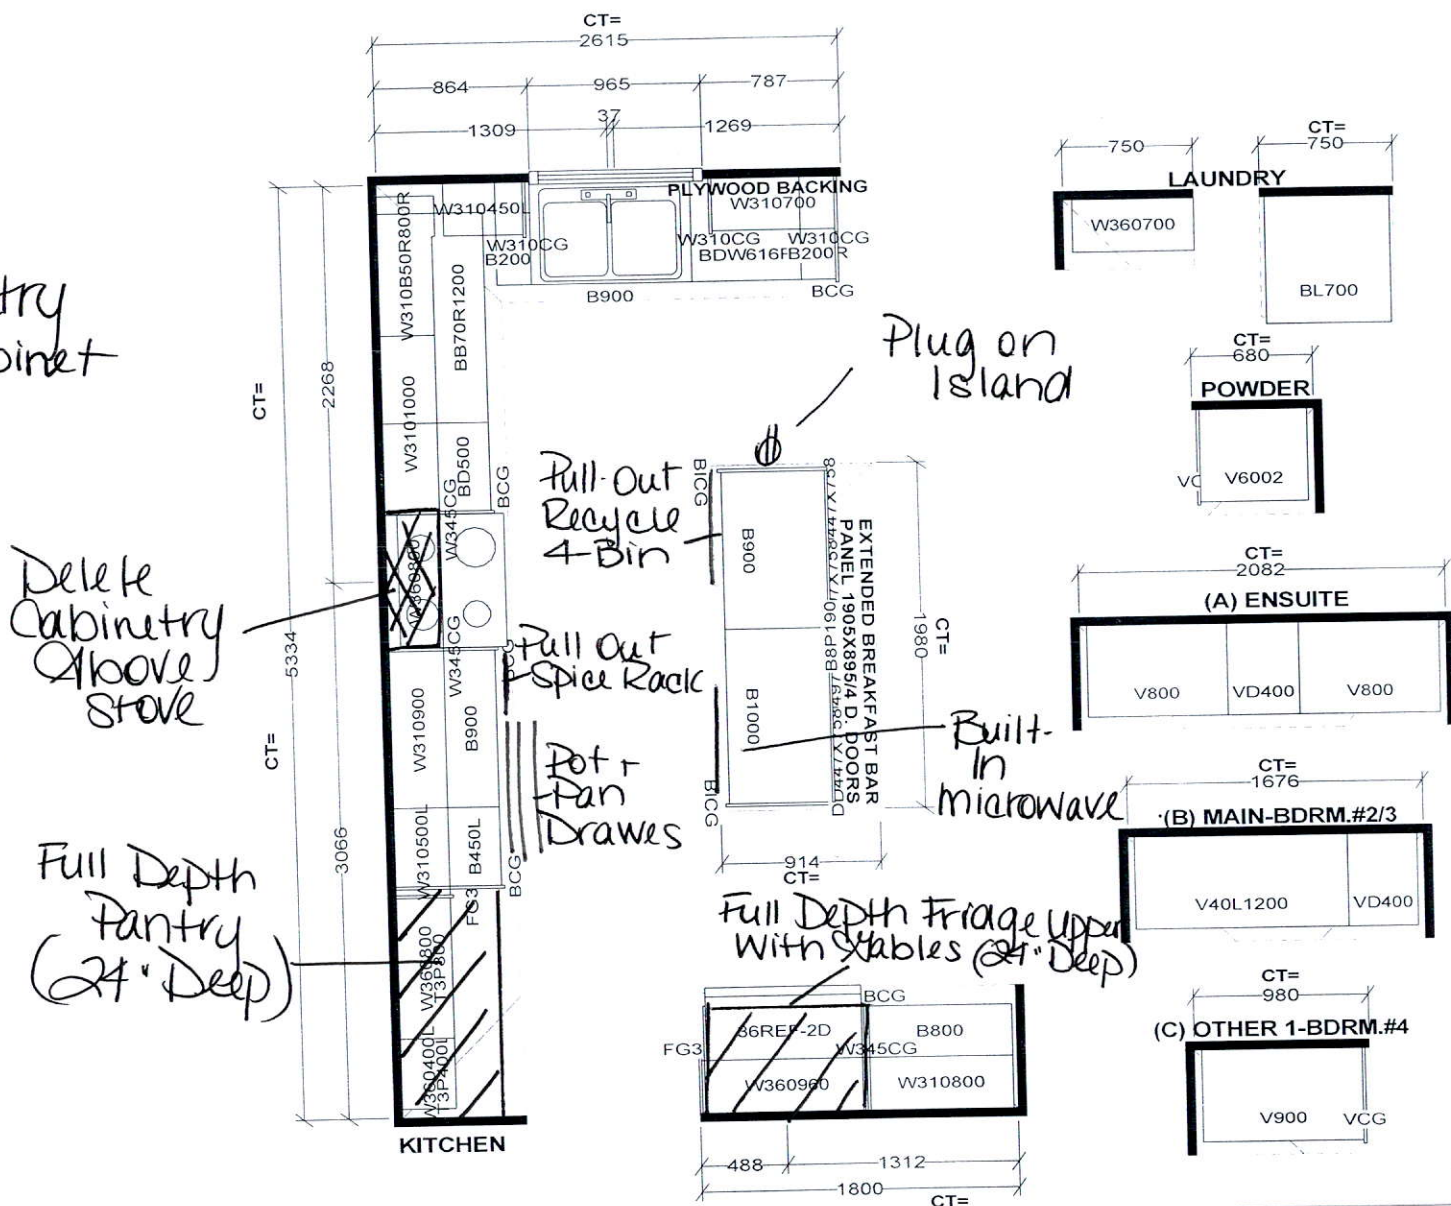 CT=
2615
864 965 787
37
1309 1269
PLYWOOD BACKING
W310450L
W310700
W310CG
W310CG W310CG
B200
BDW616FB200R
B900
BCG
W310B50R800R
BB70R1200
W3101000
BD500
BCG
W345CG
W360800
W345CG
BCG
W310900
B900
W310500L
B450L
BCG
FG3
W360800
T3P800
W360400L
T3P400L
KITCHEN
CT=
2268
5334
CT=
3066
try
binet
Delete
Cabinetry
Above
Stove
Full Depth
Pantry
(24" Deep)
Pull-Out
Recycle
4-Bin
Pull Out
Spice Rack
Pot +
Pan
Drawes
Plug on
Island
Built-
In
microwave
BICG
B900
B1000
BICG
EXTENDED BREAKFAST BAR
PANEL 1905X895/4 D. DOORS
CT=
1980
914
CT=
Full Depth Friage Upper
With Gables (24" Deep)
BCG
36REF-2D
B800
FG3
W345CG
W360960
W310800
488 1312
1800
CT=
750
LAUNDRY
W360700
CT=
750
BL700
CT=
680
POWDER
VC
V6002
CT=
2082
(A) ENSUITE
V800 VD400 V800
CT=
1676
(B) MAIN-BDRM.#2/3
V40L1200 VD400
CT=
980
(C) OTHER 1-BDRM.#4
V900
VCG